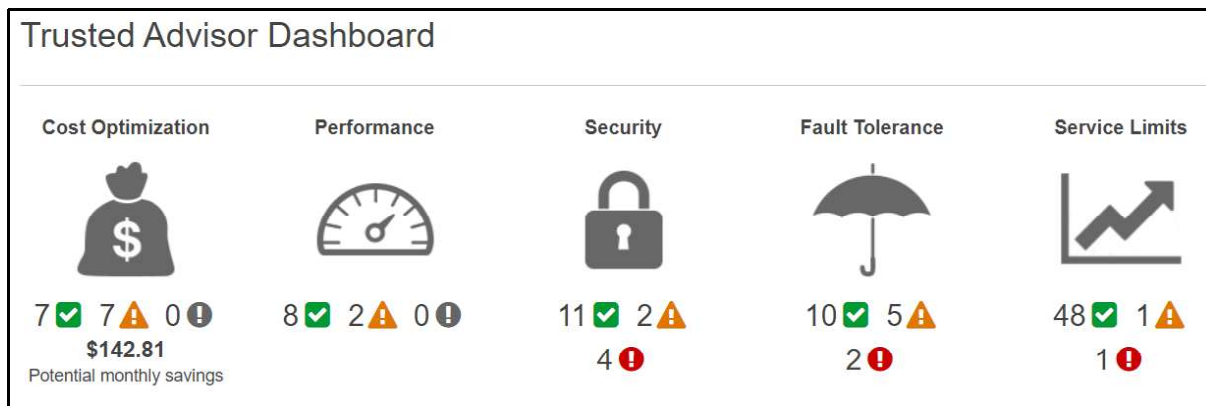 Trusted Advisor Dashboard
Cost Optimization
Performance
Security
Fault Tolerance
Service Limits
$
7 7 0
8 2 0
11 2
10 5
48 1
$142.81
Potential monthly savings
4
2
1